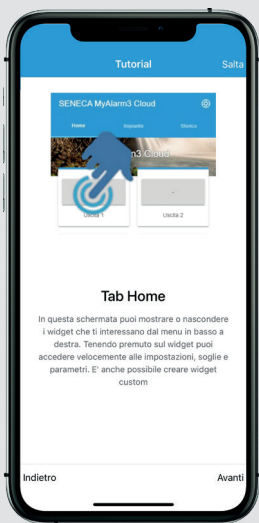 Tutorial
Salta
SENECA MyAlarm3 Cloud
Home
Impianto
Storico
m3 Cloud
-
Uscita 1
Uscita 2
Tab Home
In questa schermata puoi mostrare o nascondere
i widget che ti interessano dal menu in basso a
destra. Tenendo premuto sul widget puoi
accedere velocemente alle impostazioni, soglie e
parametri. E' anche possibile creare widget
custom
Indietro
Avanti